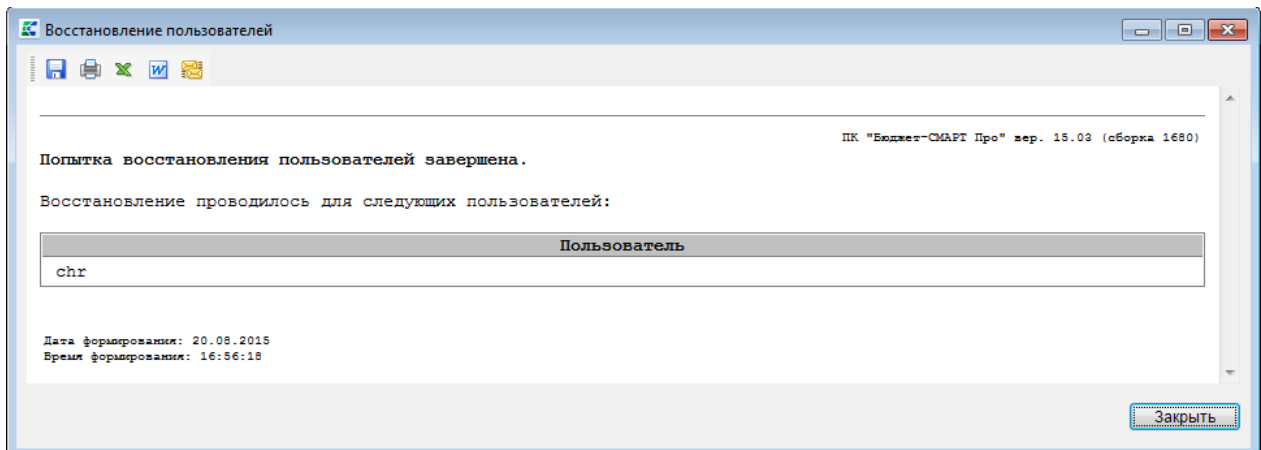 Восстановление пользователей
ПК "Бюджет-СМАРТ Про" вер. 15.03 (сборка 1680)
Попытка восстановления пользователей завершена.
Восстановление проводилось для следующих пользователей:
Пользователь
chr
Дата формирования: 20.08.2015
Время формирования: 16:56:18
Закрыть